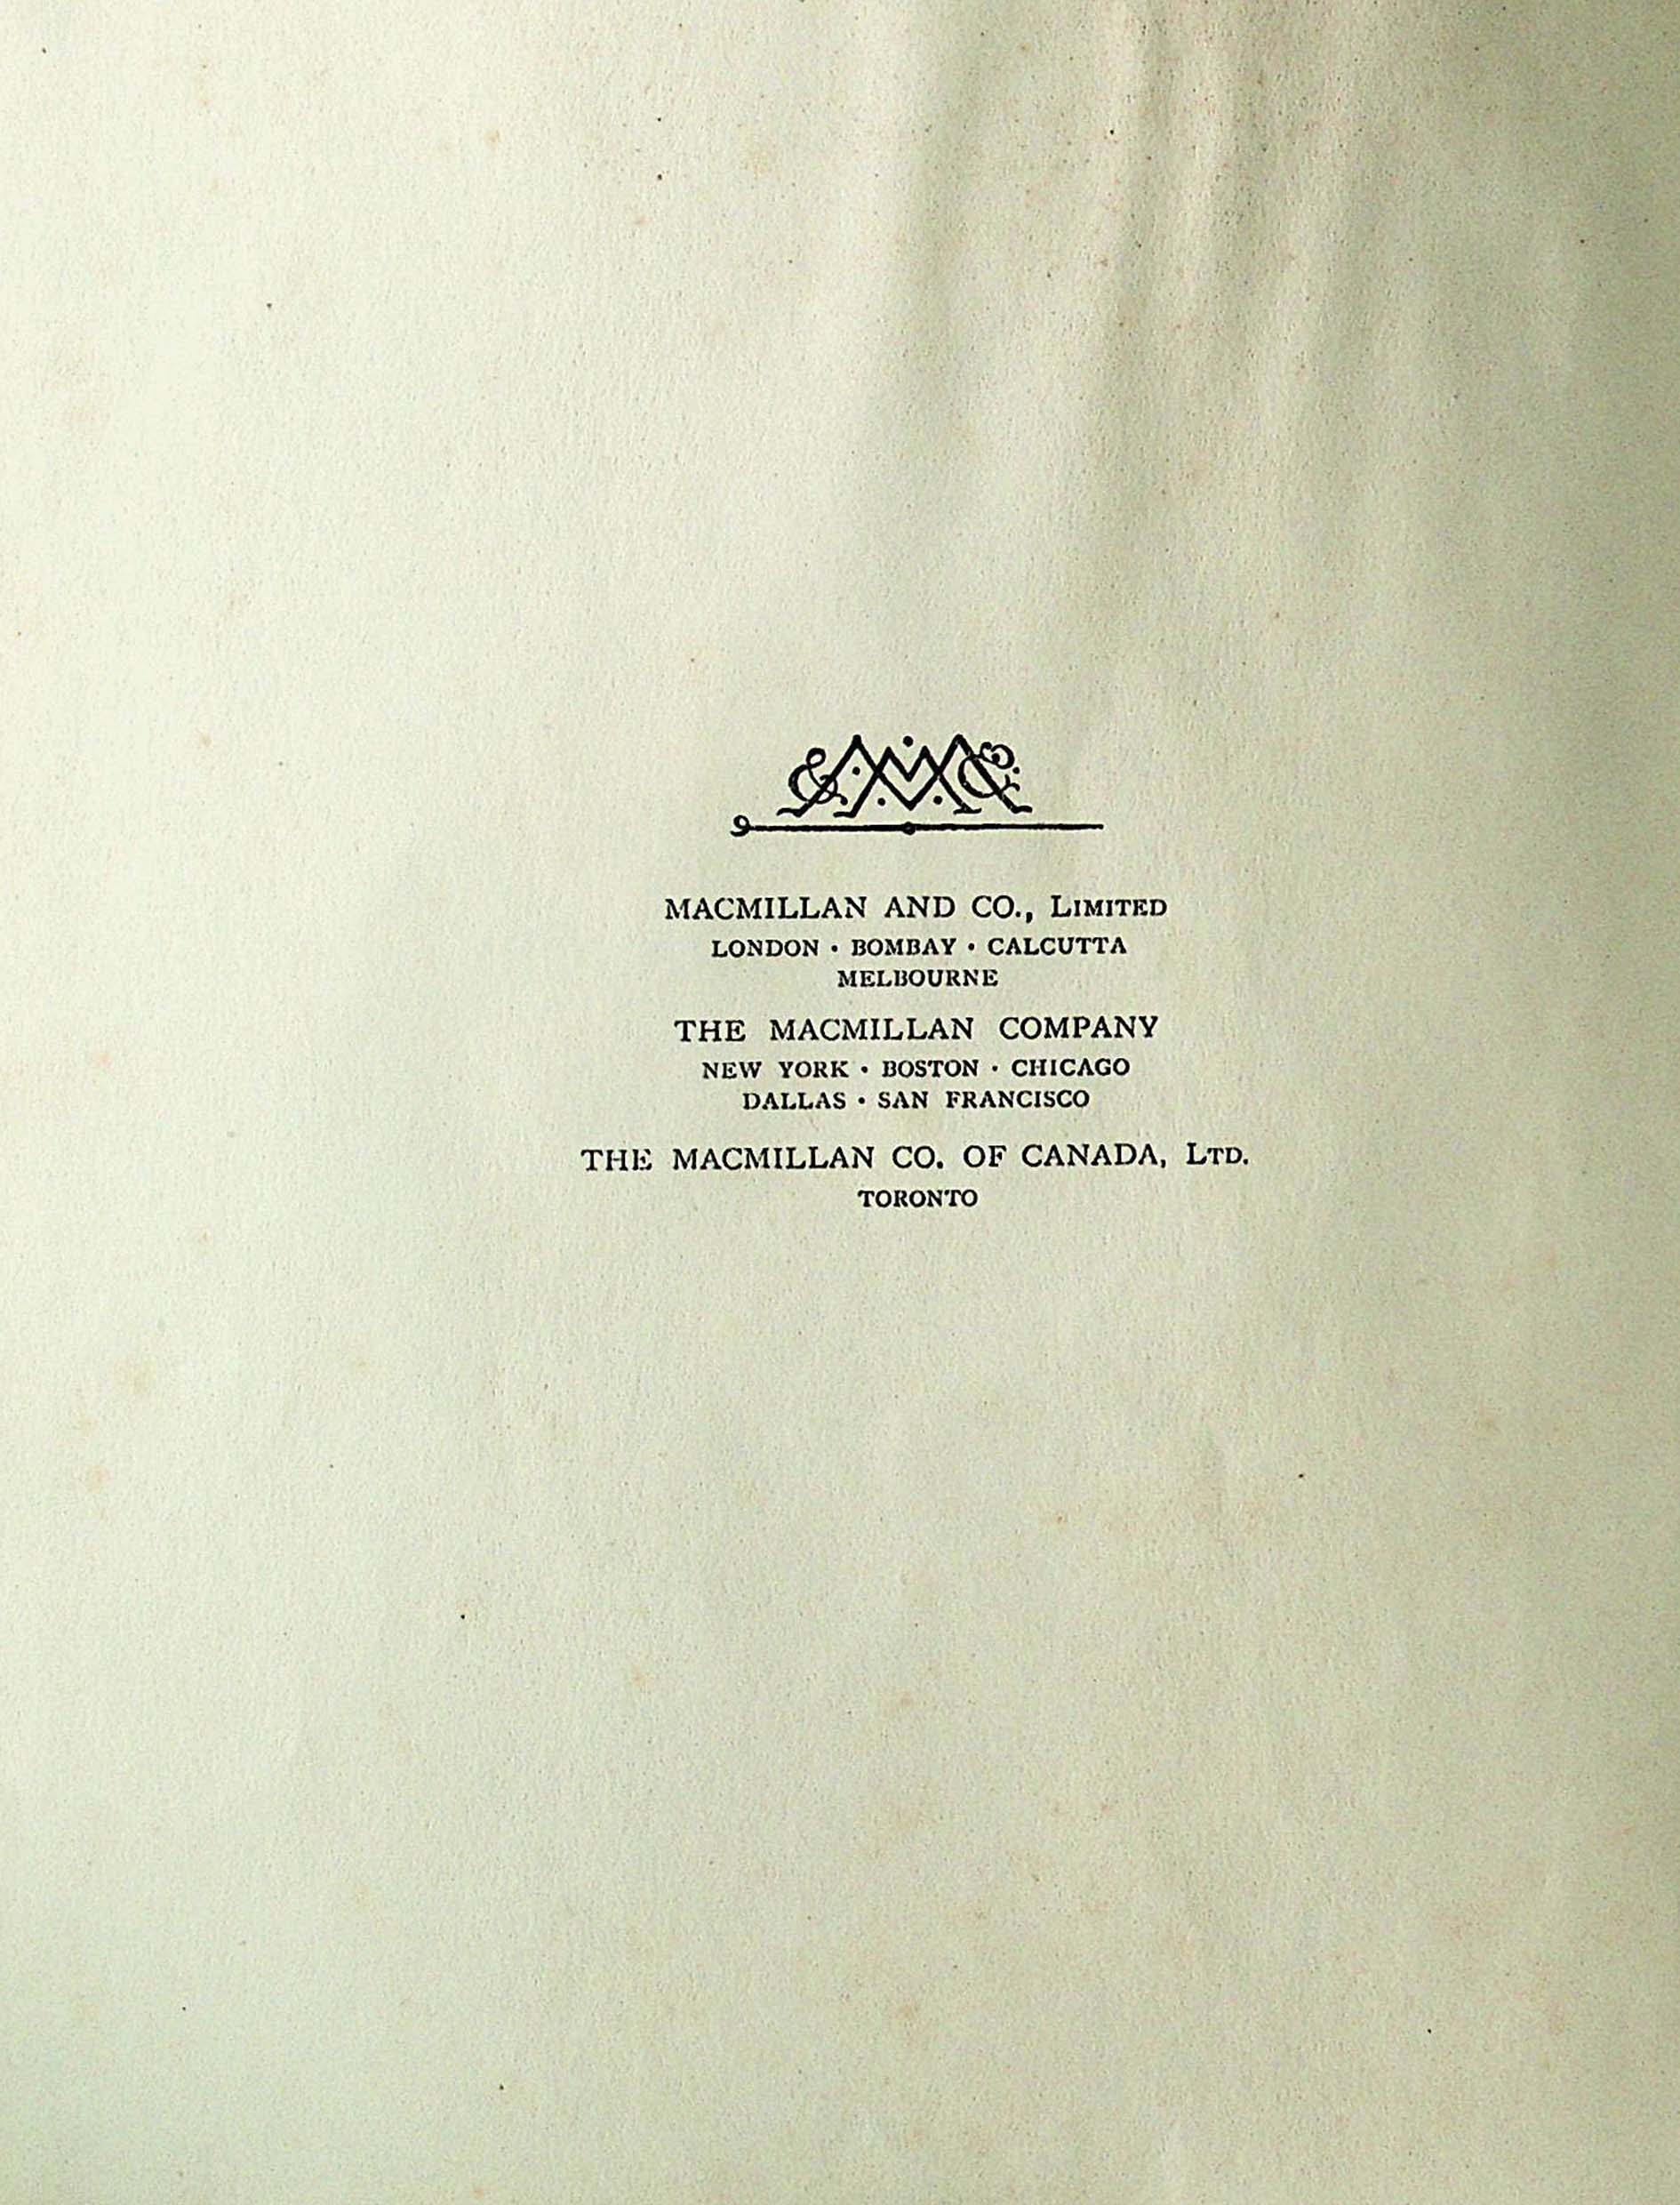 MACMILLAN AND CO., LIMITED
LONDON • BOMBAY • CALCUTTA
MELBOURNE
THE MACMILLAN COMPANY
NEW YORK • BOSTON • CHICAGO
DALLAS • SAN FRANCISCO
THE MACMILLAN CO. OF CANADA, LTD.
TORONTO